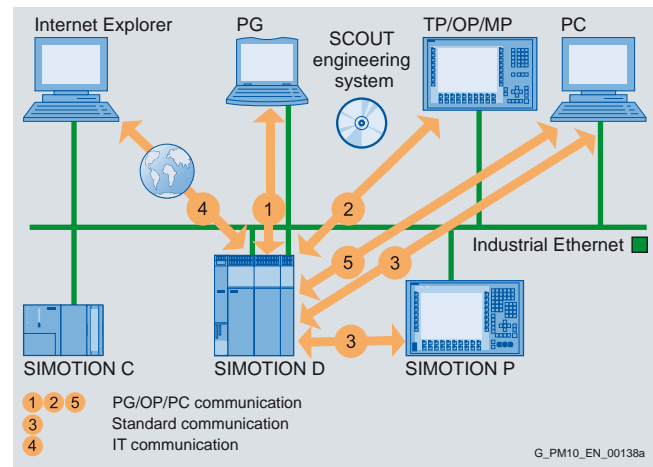 Internet Explorer
PG
SCOUT
engineering
system
TP/OP/MP
PC
4
1
2
5
3
Industrial Ethernet
3
SIMOTION C
SIMOTION D
SIMOTION P
1 2 5 PG/OP/PC communication
3 Standard communication
4 IT communication
G_PM10_EN_00138a